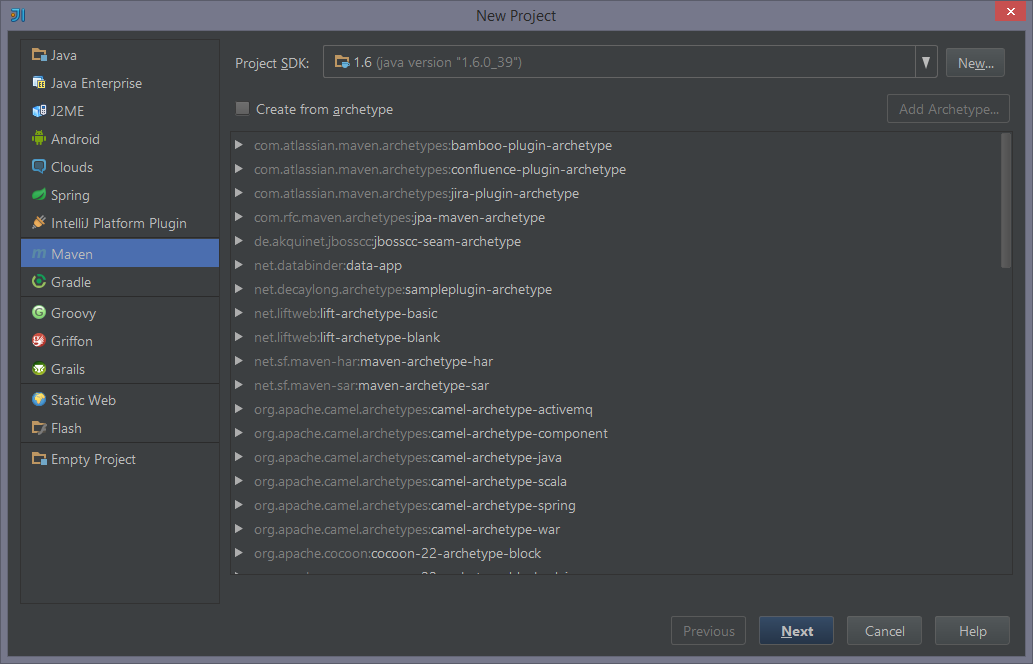 New Project
Java
Java Enterprise
J2ME
Android
Clouds
Spring
IntelliJ Platform Plugin
Maven
Gradle
Groovy
Griffon
Grails
Static Web
Flash
Empty Project
Project SDK: 1.6 (java version "1.6.0_39") New...
Create from archetype Add Archetype...
com.atlassian.maven.archetypes:bamboo-plugin-archetype
com.atlassian.maven.archetypes:confluence-plugin-archetype
com.atlassian.maven.archetypes:jira-plugin-archetype
com.rfc.maven.archetypes:jpa-maven-archetype
de.akquinet.jbosscc:jbosscc-seam-archetype
net.databinder:data-app
net.decaylong.archetype:sampleplugin-archetype
net.liftweb:lift-archetype-basic
net.liftweb:lift-archetype-blank
net.sf.maven-har:maven-archetype-har
net.sf.maven-sar:maven-archetype-sar
org.apache.camel.archetypes:camel-archetype-activemq
org.apache.camel.archetypes:camel-archetype-component
org.apache.camel.archetypes:camel-archetype-java
org.apache.camel.archetypes:camel-archetype-scala
org.apache.camel.archetypes:camel-archetype-spring
org.apache.camel.archetypes:camel-archetype-war
org.apache.cocoon:cocoon-22-archetype-block
Previous Next Cancel Help